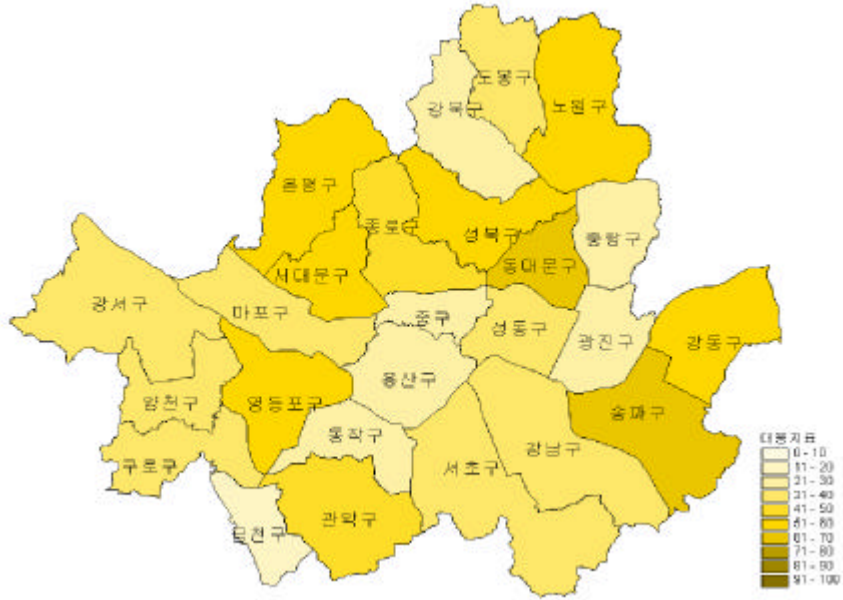 도봉구
강북구
노원구
은평구
종로구
성북구
중랑구
동대문구
서대문구
강서구
마포구
중구
성동구
광진구
강동구
용산구
양천구
영등포구
송파구
동작구
구로구
서초구
강남구
관악구
금천구
대응지표
0 - 10
11 - 20
21 - 30
31 - 40
41 - 50
51 - 60
61 - 70
71 - 80
81 - 90
91 - 100